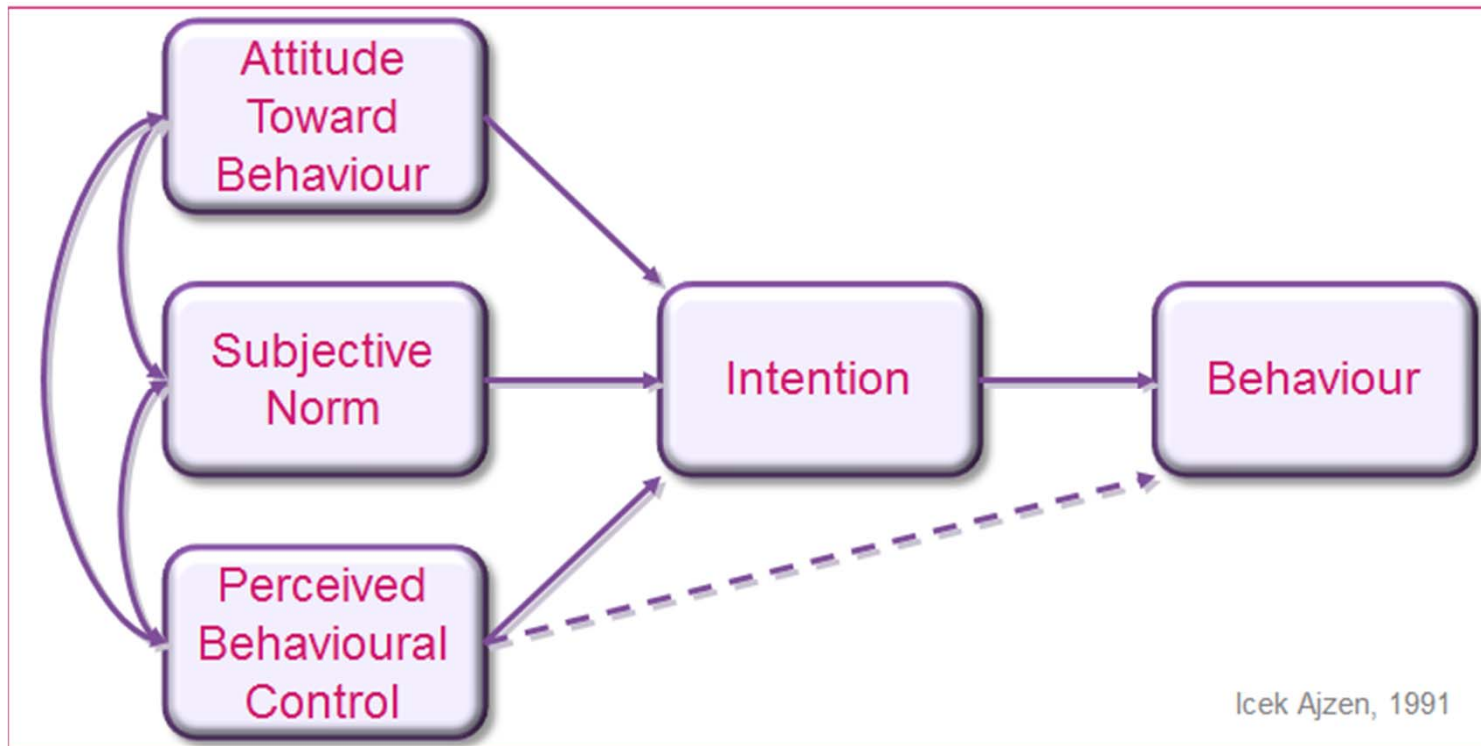 Attitude
Toward
Behaviour
Subjective
Norm
Intention
Behaviour
Perceived
Behavioural
Control
Icek Ajzen, 1991